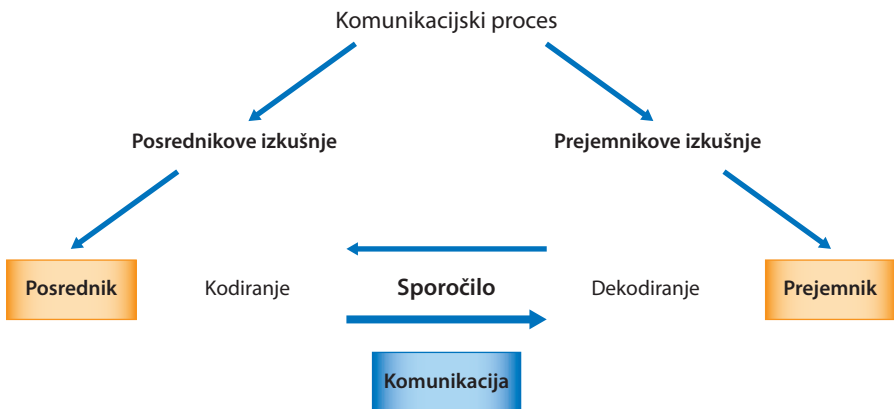 Komunikacijski proces
Posrednikove izkušnje
Prejemnikove izkušnje
Posrednik
Kodiranje
Sporočilo
Dekodiranje
Prejemnik
Komunikacija